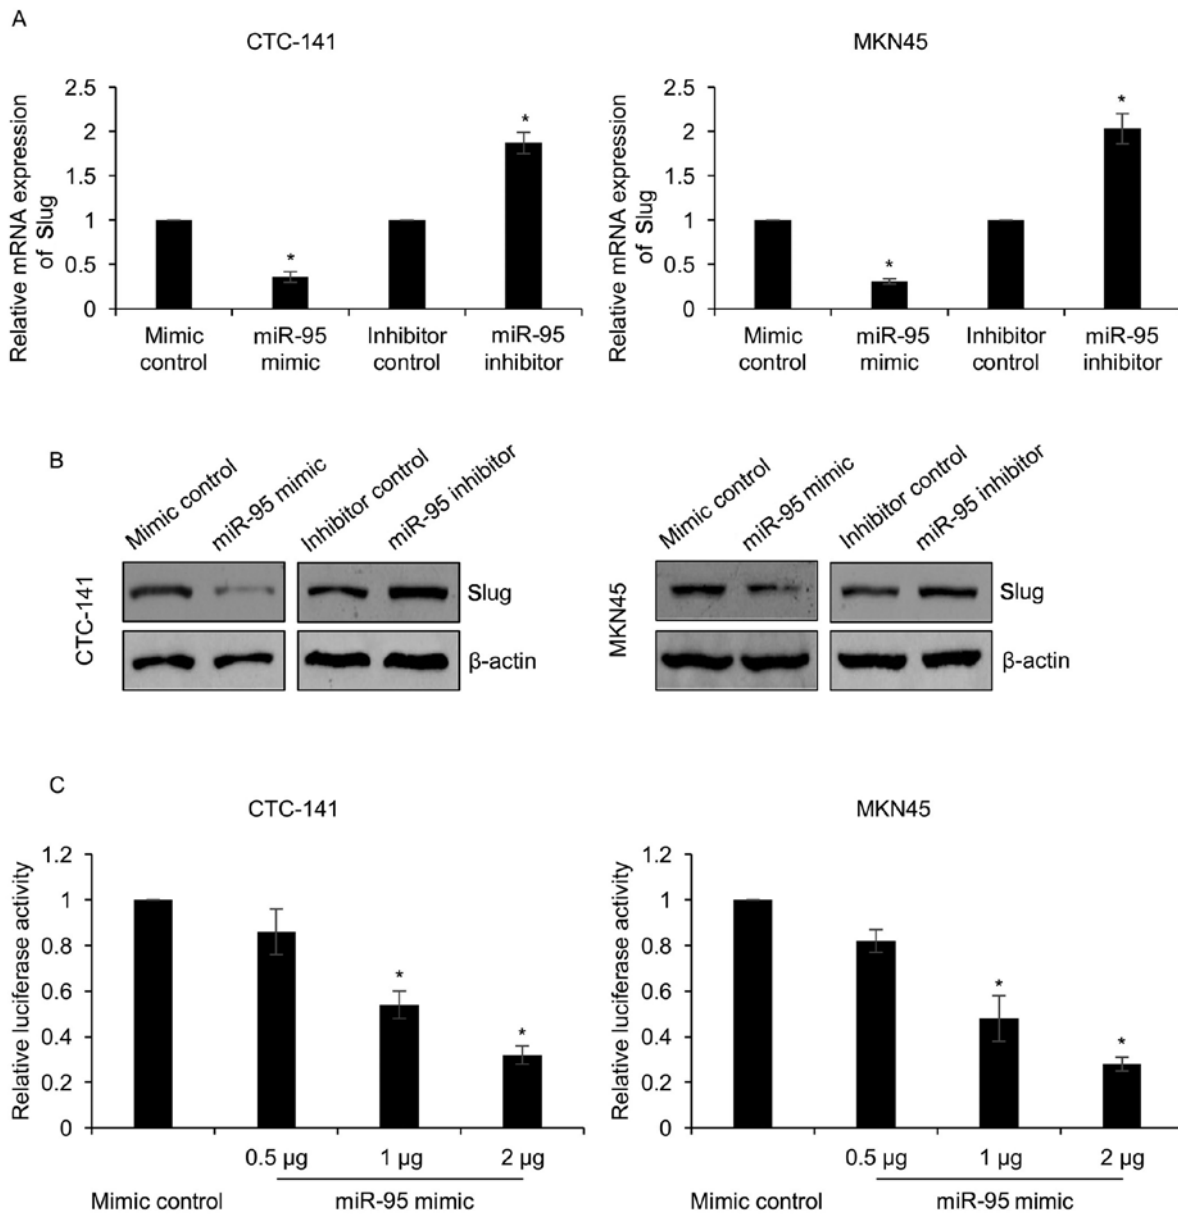 A
CTC-141
MKN45
Relative mRNA expression
of Slug
2.5
2
1.5
1
0.5
0
*
*
Mimic control
miR-95 mimic
Inhibitor control
miR-95 inhibitor
Relative mRNA expression
of Slug
2.5
2
1.5
1
0.5
0
*
*
Mimic control
miR-95 mimic
Inhibitor control
miR-95 inhibitor
B
Mimic control
miR-95 mimic
Inhibitor control
miR-95 inhibitor
CTC-141
Slug
β-actin
Mimic control
miR-95 mimic
Inhibitor control
miR-95 inhibitor
MKN45
Slug
β-actin
C
CTC-141
MKN45
Relative luciferase activity
1.2
1
0.8
0.6
0.4
0.2
0
*
*
0.5 µg
1 µg
2 µg
Mimic control
miR-95 mimic
Relative luciferase activity
1.2
1
0.8
0.6
0.4
0.2
0
*
*
0.5 µg
1 µg
2 µg
Mimic control
miR-95 mimic